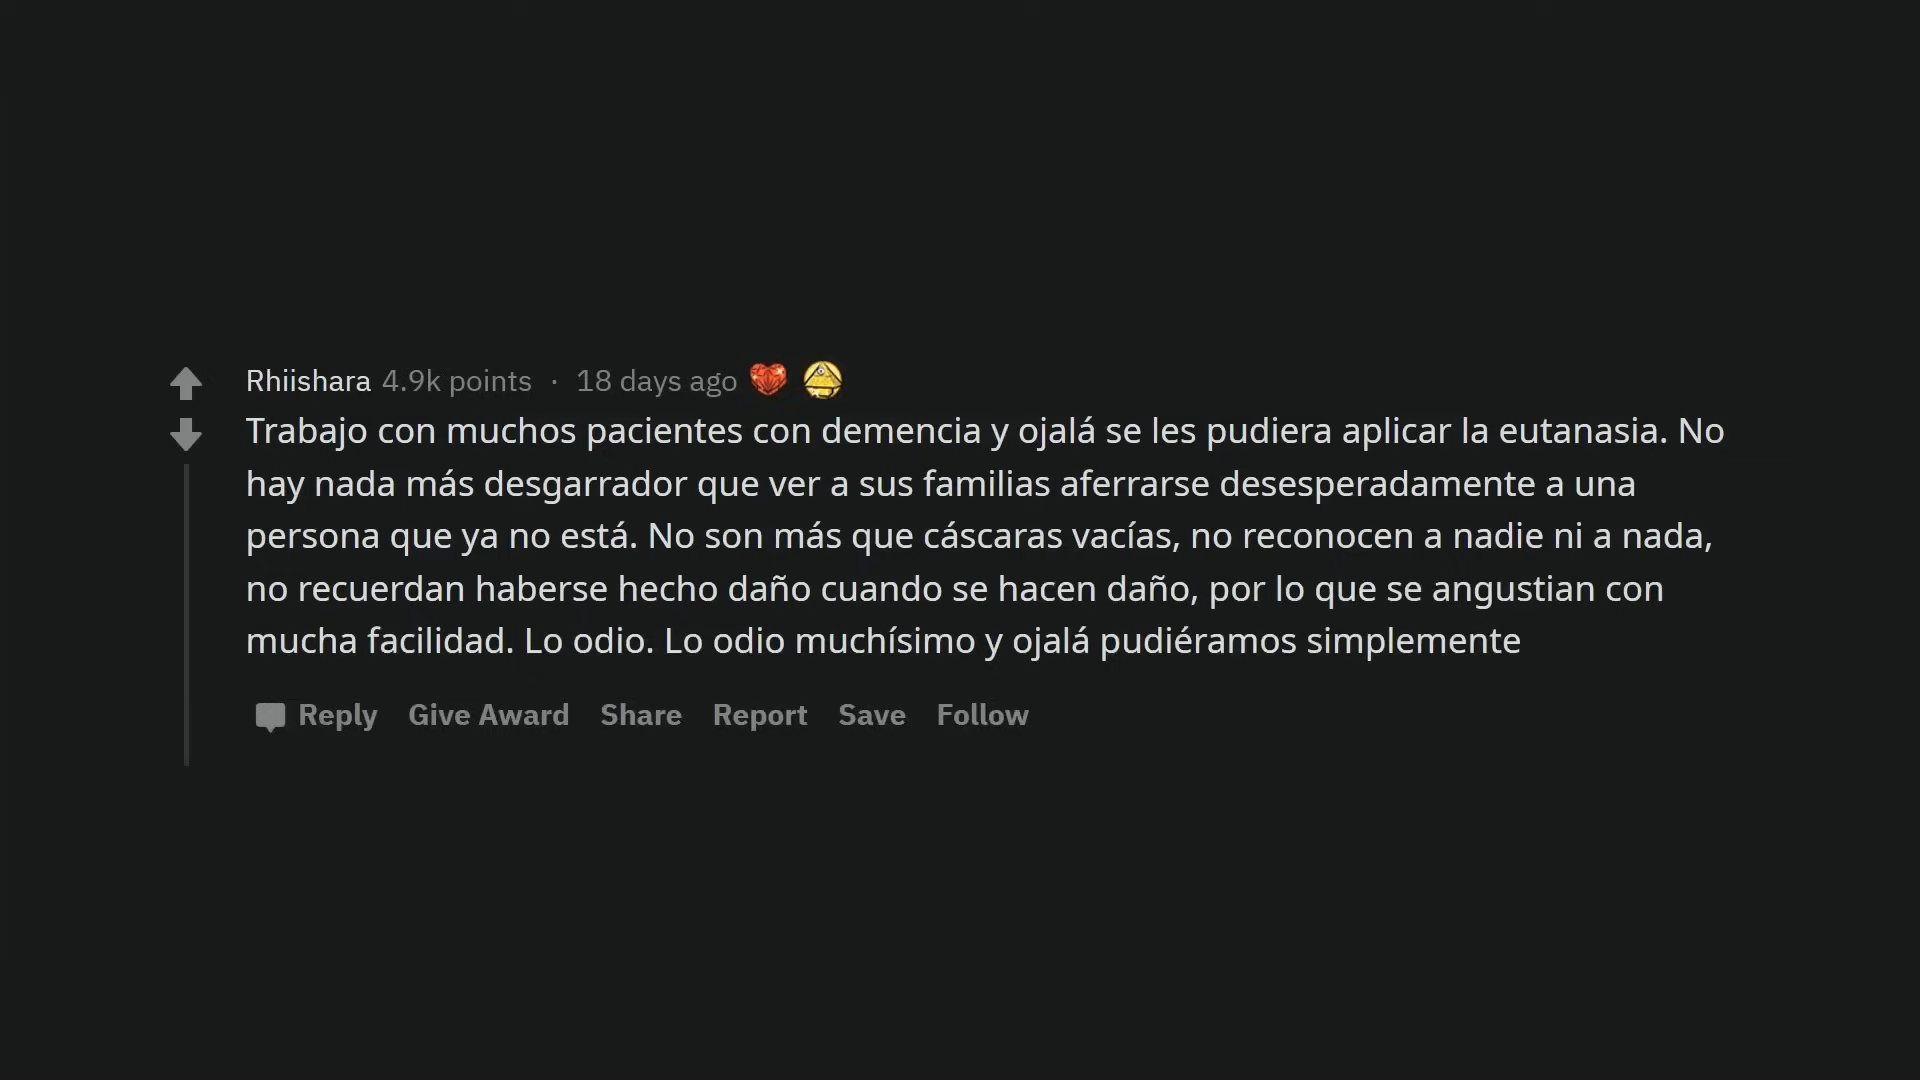 Rhiishara 4.9k points · 18 days ago
Trabajo con muchos pacientes con demencia y ojalá se les pudiera aplicar la eutanasia. No
hay nada más desgarrador que ver a sus familias aferrarse desesperadamente a una
persona que ya no está. No son más que cáscaras vacías, no reconocen a nadie ni a nada,
no recuerdan haberse hecho daño cuando se hacen daño, por lo que se angustian con
mucha facilidad. Lo odio. Lo odio muchísimo y ojalá pudiéramos simplemente
Reply Give Award Share Report Save Follow